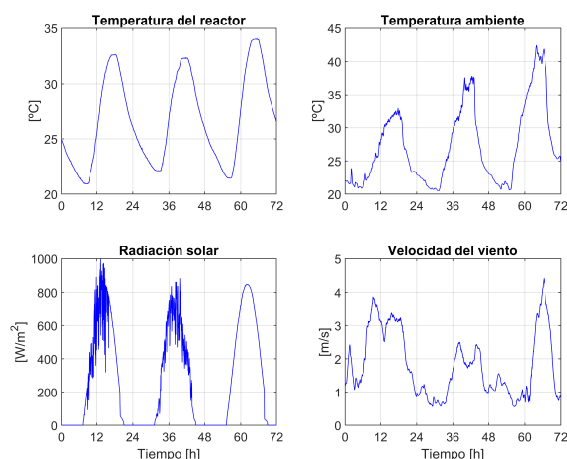 Temperatura del reactor
[ºC]
35
30
25
20
0 12 24 36 48 60 72
Temperatura ambiente
[ºC]
45
40
35
30
25
20
0 12 24 36 48 60 72
Radiación solar
[W/m²]
1000
800
600
400
200
0
0 12 24 36 48 60 72
Tiempo [h]
Velocidad del viento
[m/s]
5
4
3
2
1
0
0 12 24 36 48 60 72
Tiempo [h]